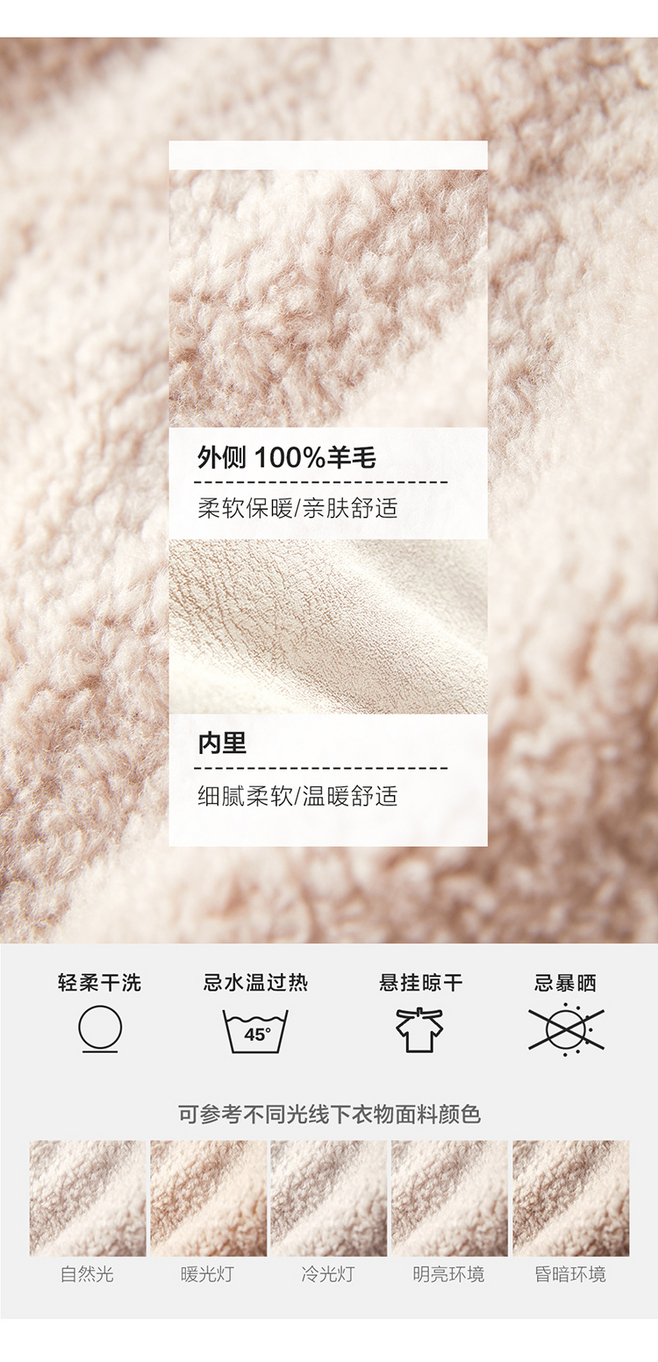 外侧 100%羊毛
柔软保暖/亲肤舒适
内里
细腻柔软/温暖舒适
轻柔干洗 忌水温过热 悬挂晾干 忌暴晒
45°
可参考不同光线下衣物面料颜色
自然光 暖光灯 冷光灯 明亮环境 昏暗环境